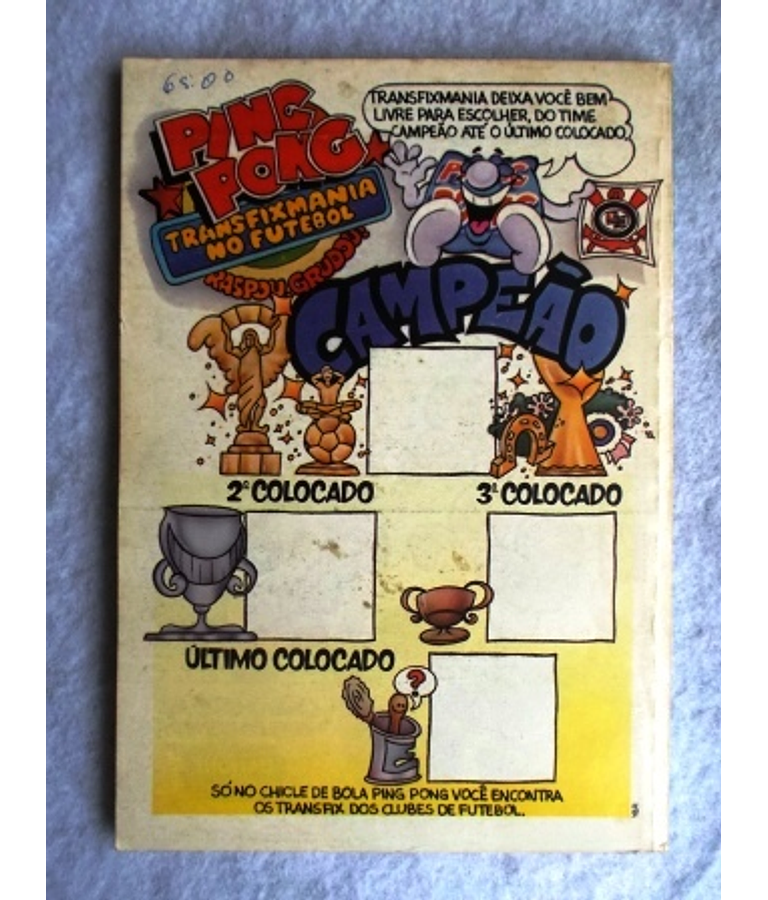 65.00
PING
PONG
TRANSFIXMANIA
NO FUTEBOL
RASPOU, GRUDOU!
TRANSFIXMANIA DEIXA VOCÊ BEM
LIVRE PARA ESCOLHER, DO TIME
CAMPEÃO ATÉ O ÚLTIMO COLOCADO.
CAMPEÃO
2º COLOCADO
3º COLOCADO
ÚLTIMO COLOCADO
?
SÓ NO CHICLE DE BOLA PING PONG VOCÊ ENCONTRA
OS TRANSFIX DOS CLUBES DE FUTEBOL.